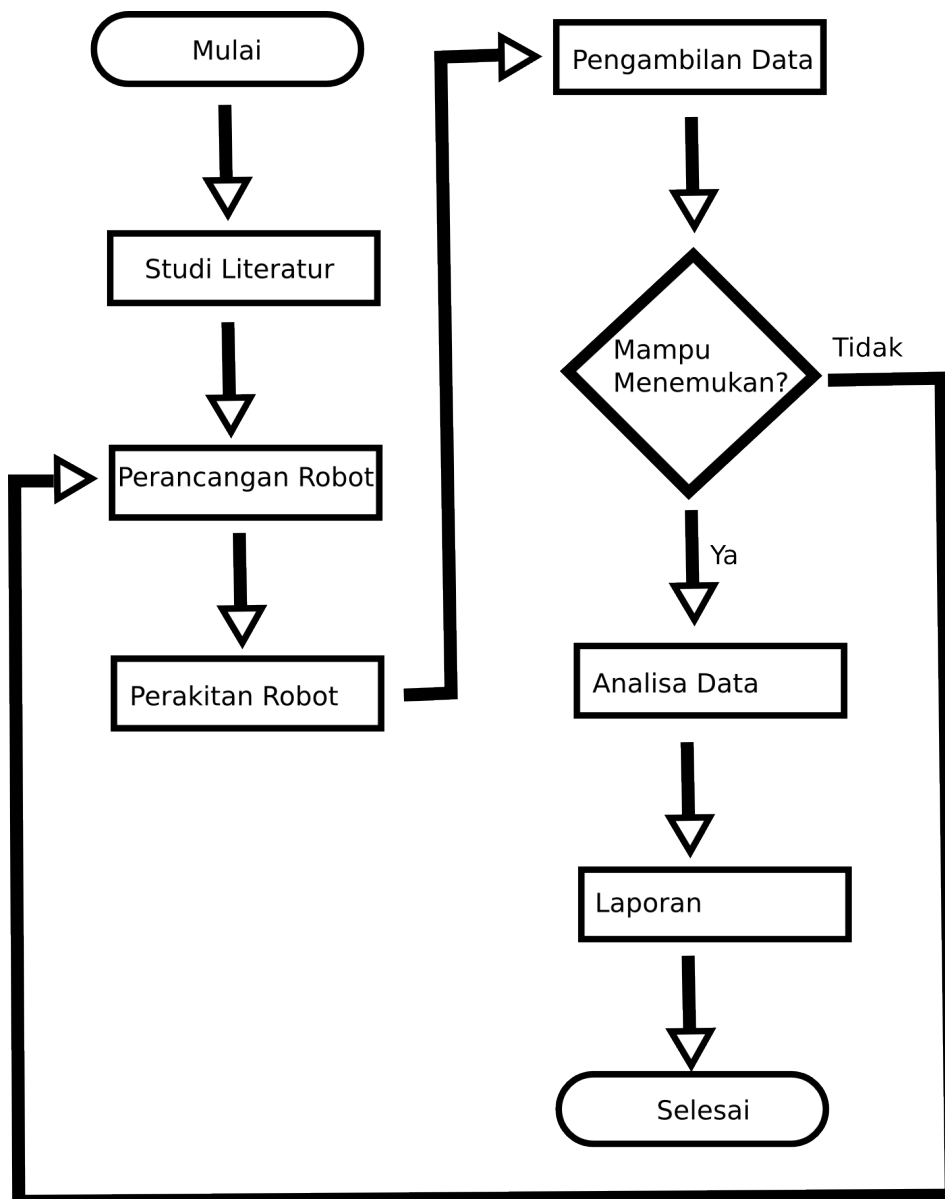 Mulai
Studi Literatur
Perancangan Robot
Perakitan Robot
Pengambilan Data
Mampu
Menemukan?
Tidak
Ya
Analisa Data
Laporan
Selesai